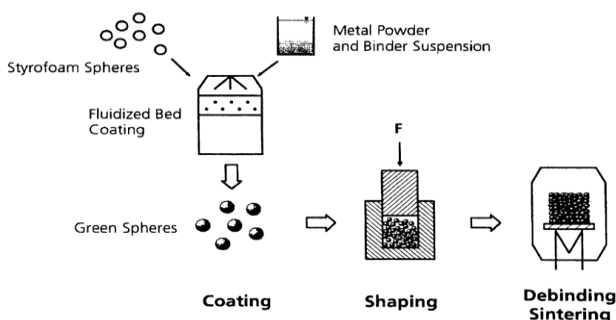 Metal Powder
and Binder Suspension
Styrofoam Spheres
Fluidized Bed
Coating
F
Green Spheres
Coating
Shaping
Debinding
Sintering